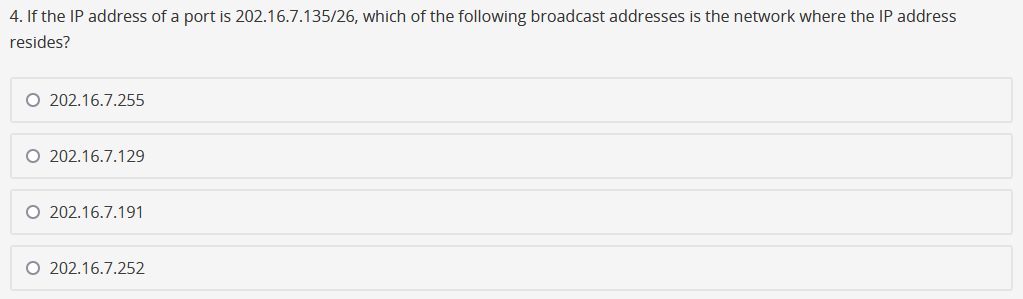 4. If the IP address of a port is 202.16.7.135/26, which of the following broadcast addresses is the network where the IP address
resides?
202.16.7.255
202.16.7.129
202.16.7.191
202.16.7.252